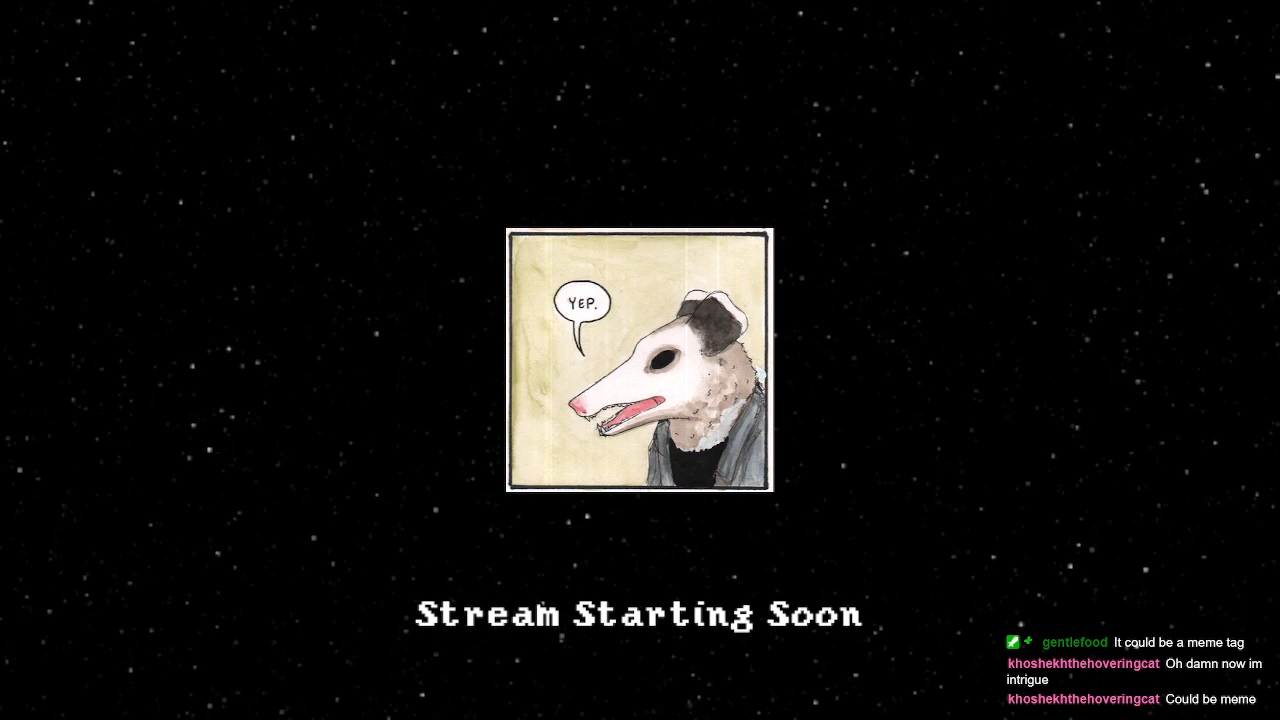 YEP.
Stream Starting Soon
gentlefood It could be a meme tag
khoshekhthehoveringcat Oh damn now im
intrigue
khoshekhthehoveringcat Could be meme